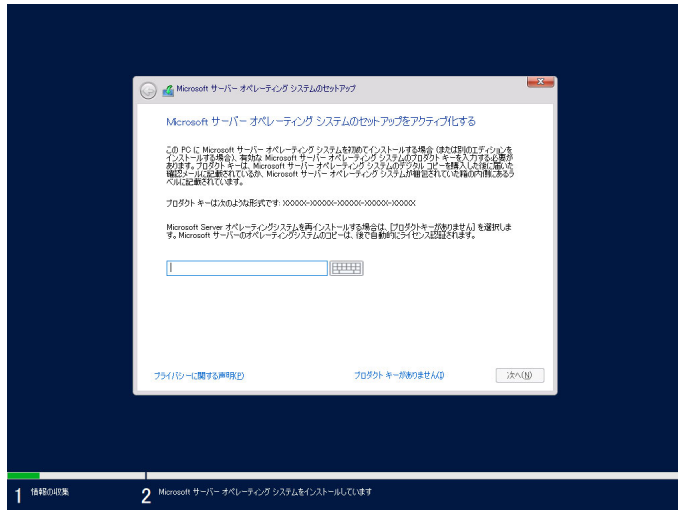 Microsoft サーバー オペレーティング システムのセットアップ
Microsoft サーバー オペレーティング システムのセットアップをアクティブ化する
この PC に Microsoft サーバー オペレーティング システムを初めてインストールする場合 (または別のエディションを
インストールする場合)、有効な Microsoft サーバー オペレーティング システムのプロダクト キーを入力する必要が
あります。プロダクト キーは、Microsoft サーバー オペレーティング システムのデジタル コピーを購入した後に届いた
確認メールに記載されているか、Microsoft サーバー オペレーティング システムが梱包されていた箱の内側にあるラ
ベルに記載されています。
プロダクト キーは次のような形式です: XXXXX-XXXXX-XXXXX-XXXXX-XXXXX
Microsoft Server オペレーティングシステムを再インストールする場合は、[プロダクトキーがありません] を選択しま
す。Microsoft サーバーのオペレーティングシステムのコピーは、後で自動的にライセンス認証されます。
プライバシーに関する声明(P)
プロダクト キーがありません(I)
次へ(N)
1 情報の収集
2 Microsoft サーバー オペレーティング システムをインストールしています